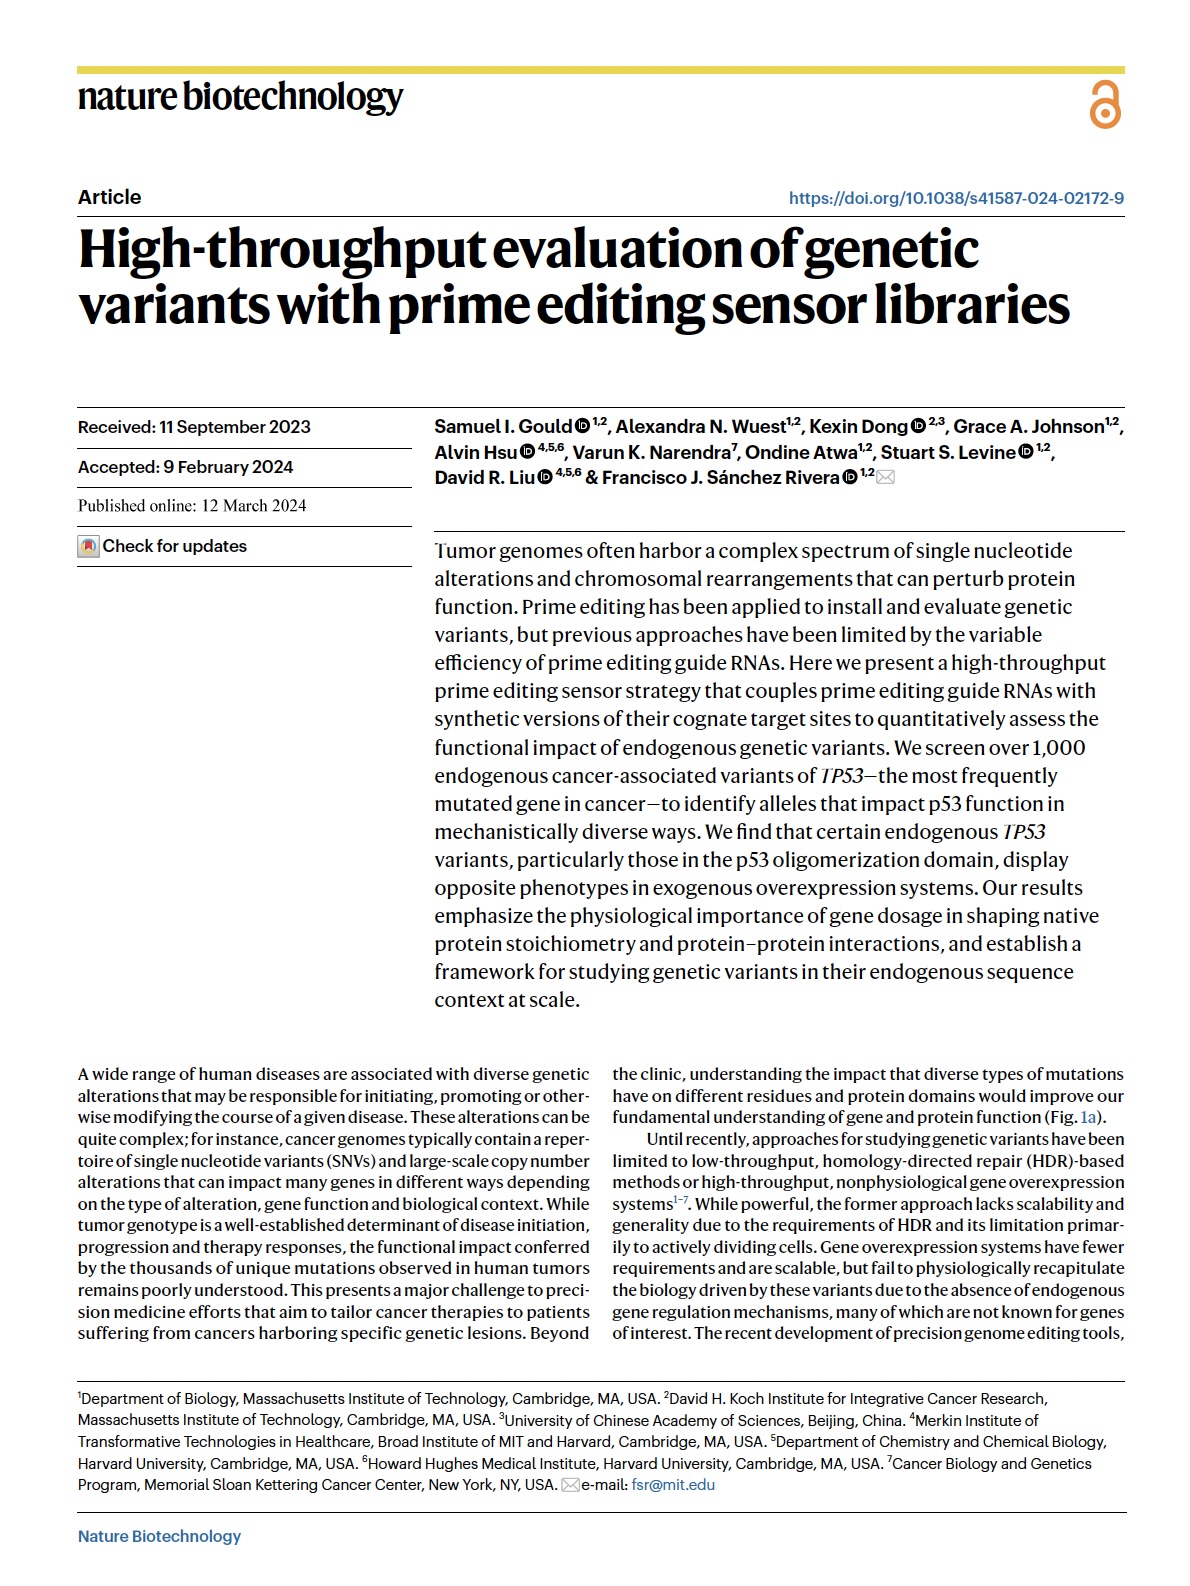 nature biotechnology
Article
https://doi.org/10.1038/s41587-024-02172-9
High-throughput evaluation of genetic
variants with prime editing sensor libraries
Received: 11 September 2023
Accepted: 9 February 2024
Published online: 12 March 2024
Check for updates
Samuel I. Gould 1,2, Alexandra N. Wuest1,2, Kexin Dong 2,3, Grace A. Johnson1,2,
Alvin Hsu 4,5,6, Varun K. Narendra7, Ondine Atwa1,2, Stuart S. Levine 1,2,
David R. Liu 4,5,6 & Francisco J. Sánchez Rivera 1,2
Tumor genomes often harbor a complex spectrum of single nucleotide
alterations and chromosomal rearrangements that can perturb protein
function. Prime editing has been applied to install and evaluate genetic
variants, but previous approaches have been limited by the variable
efficiency of prime editing guide RNAs. Here we present a high-throughput
prime editing sensor strategy that couples prime editing guide RNAs with
synthetic versions of their cognate target sites to quantitatively assess the
functional impact of endogenous genetic variants. We screen over 1,000
endogenous cancer-associated variants of TP53—the most frequently
mutated gene in cancer—to identify alleles that impact p53 function in
mechanistically diverse ways. We find that certain endogenous TP53
variants, particularly those in the p53 oligomerization domain, display
opposite phenotypes in exogenous overexpression systems. Our results
emphasize the physiological importance of gene dosage in shaping native
protein stoichiometry and protein–protein interactions, and establish a
framework for studying genetic variants in their endogenous sequence
context at scale.
A wide range of human diseases are associated with diverse genetic
alterations that may be responsible for initiating, promoting or other-
wise modifying the course of a given disease. These alterations can be
quite complex; for instance, cancer genomes typically contain a reper-
toire of single nucleotide variants (SNVs) and large-scale copy number
alterations that can impact many genes in different ways depending
on the type of alteration, gene function and biological context. While
tumor genotype is a well-established determinant of disease initiation,
progression and therapy responses, the functional impact conferred
by the thousands of unique mutations observed in human tumors
remains poorly understood. This presents a major challenge to preci-
sion medicine efforts that aim to tailor cancer therapies to patients
suffering from cancers harboring specific genetic lesions. Beyond
the clinic, understanding the impact that diverse types of mutations
have on different residues and protein domains would improve our
fundamental understanding of gene and protein function (Fig. 1a).
Until recently, approaches for studying genetic variants have been
limited to low-throughput, homology-directed repair (HDR)-based
methods or high-throughput, nonphysiological gene overexpression
systems1–7. While powerful, the former approach lacks scalability and
generality due to the requirements of HDR and its limitation primar-
ily to actively dividing cells. Gene overexpression systems have fewer
requirements and are scalable, but fail to physiologically recapitulate
the biology driven by these variants due to the absence of endogenous
gene regulation mechanisms, many of which are not known for genes
of interest. The recent development of precision genome editing tools,
1Department of Biology, Massachusetts Institute of Technology, Cambridge, MA, USA. 2David H. Koch Institute for Integrative Cancer Research,
Massachusetts Institute of Technology, Cambridge, MA, USA. 3University of Chinese Academy of Sciences, Beijing, China. 4Merkin Institute of
Transformative Technologies in Healthcare, Broad Institute of MIT and Harvard, Cambridge, MA, USA. 5Department of Chemistry and Chemical Biology,
Harvard University, Cambridge, MA, USA. 6Howard Hughes Medical Institute, Harvard University, Cambridge, MA, USA. 7Cancer Biology and Genetics
Program, Memorial Sloan Kettering Cancer Center, New York, NY, USA. e-mail: fsr@mit.edu
Nature Biotechnology